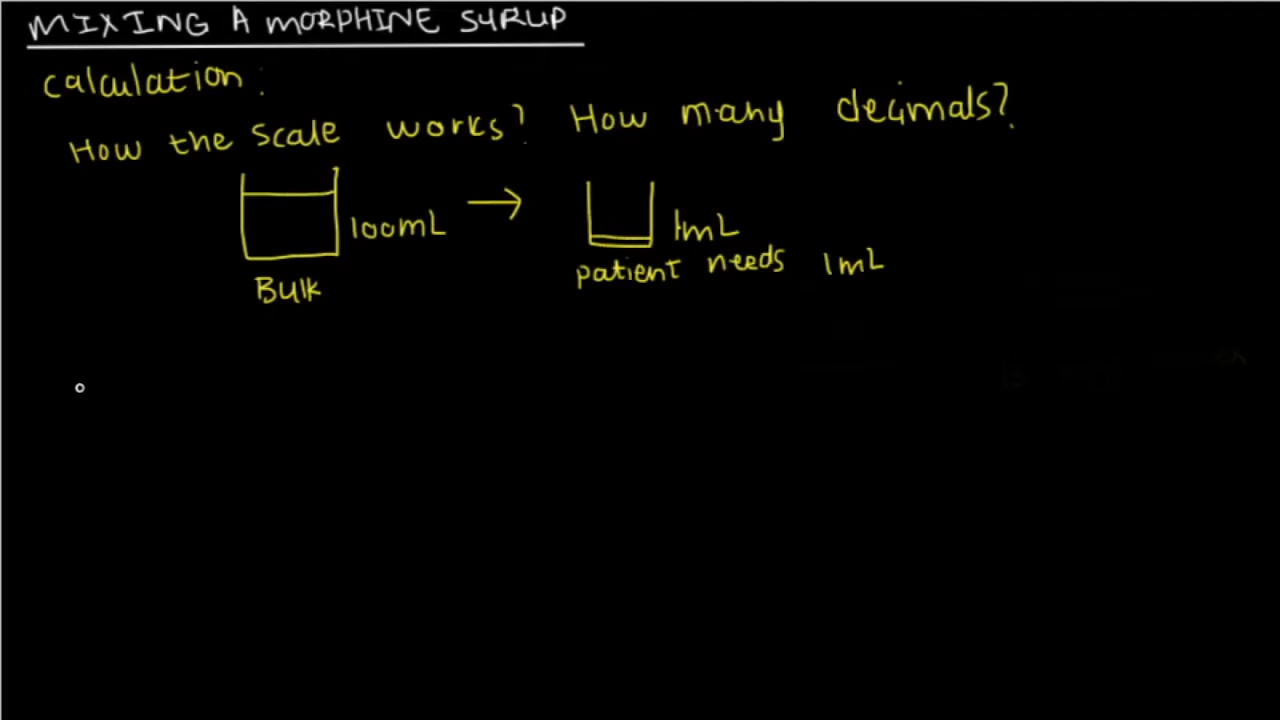 MIXING A MORPHINE SYRUP
calculation:
How the scale works? How many decimals?
100mL → 1mL
Bulk
patient needs 1mL